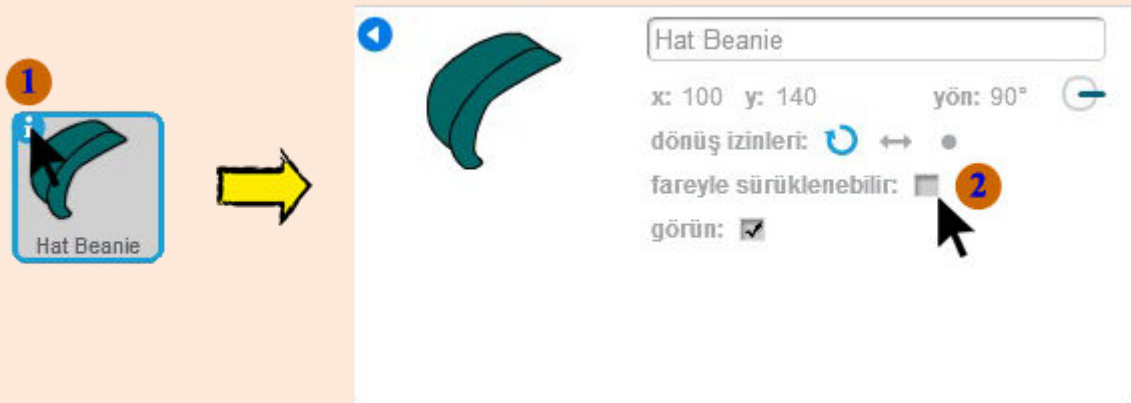 1
i
Hat Beanie
Hat Beanie
x: 100 y: 140 yön: 90°
dönüş izinleri:
fareyle sürüklenebilir: 2
görün: